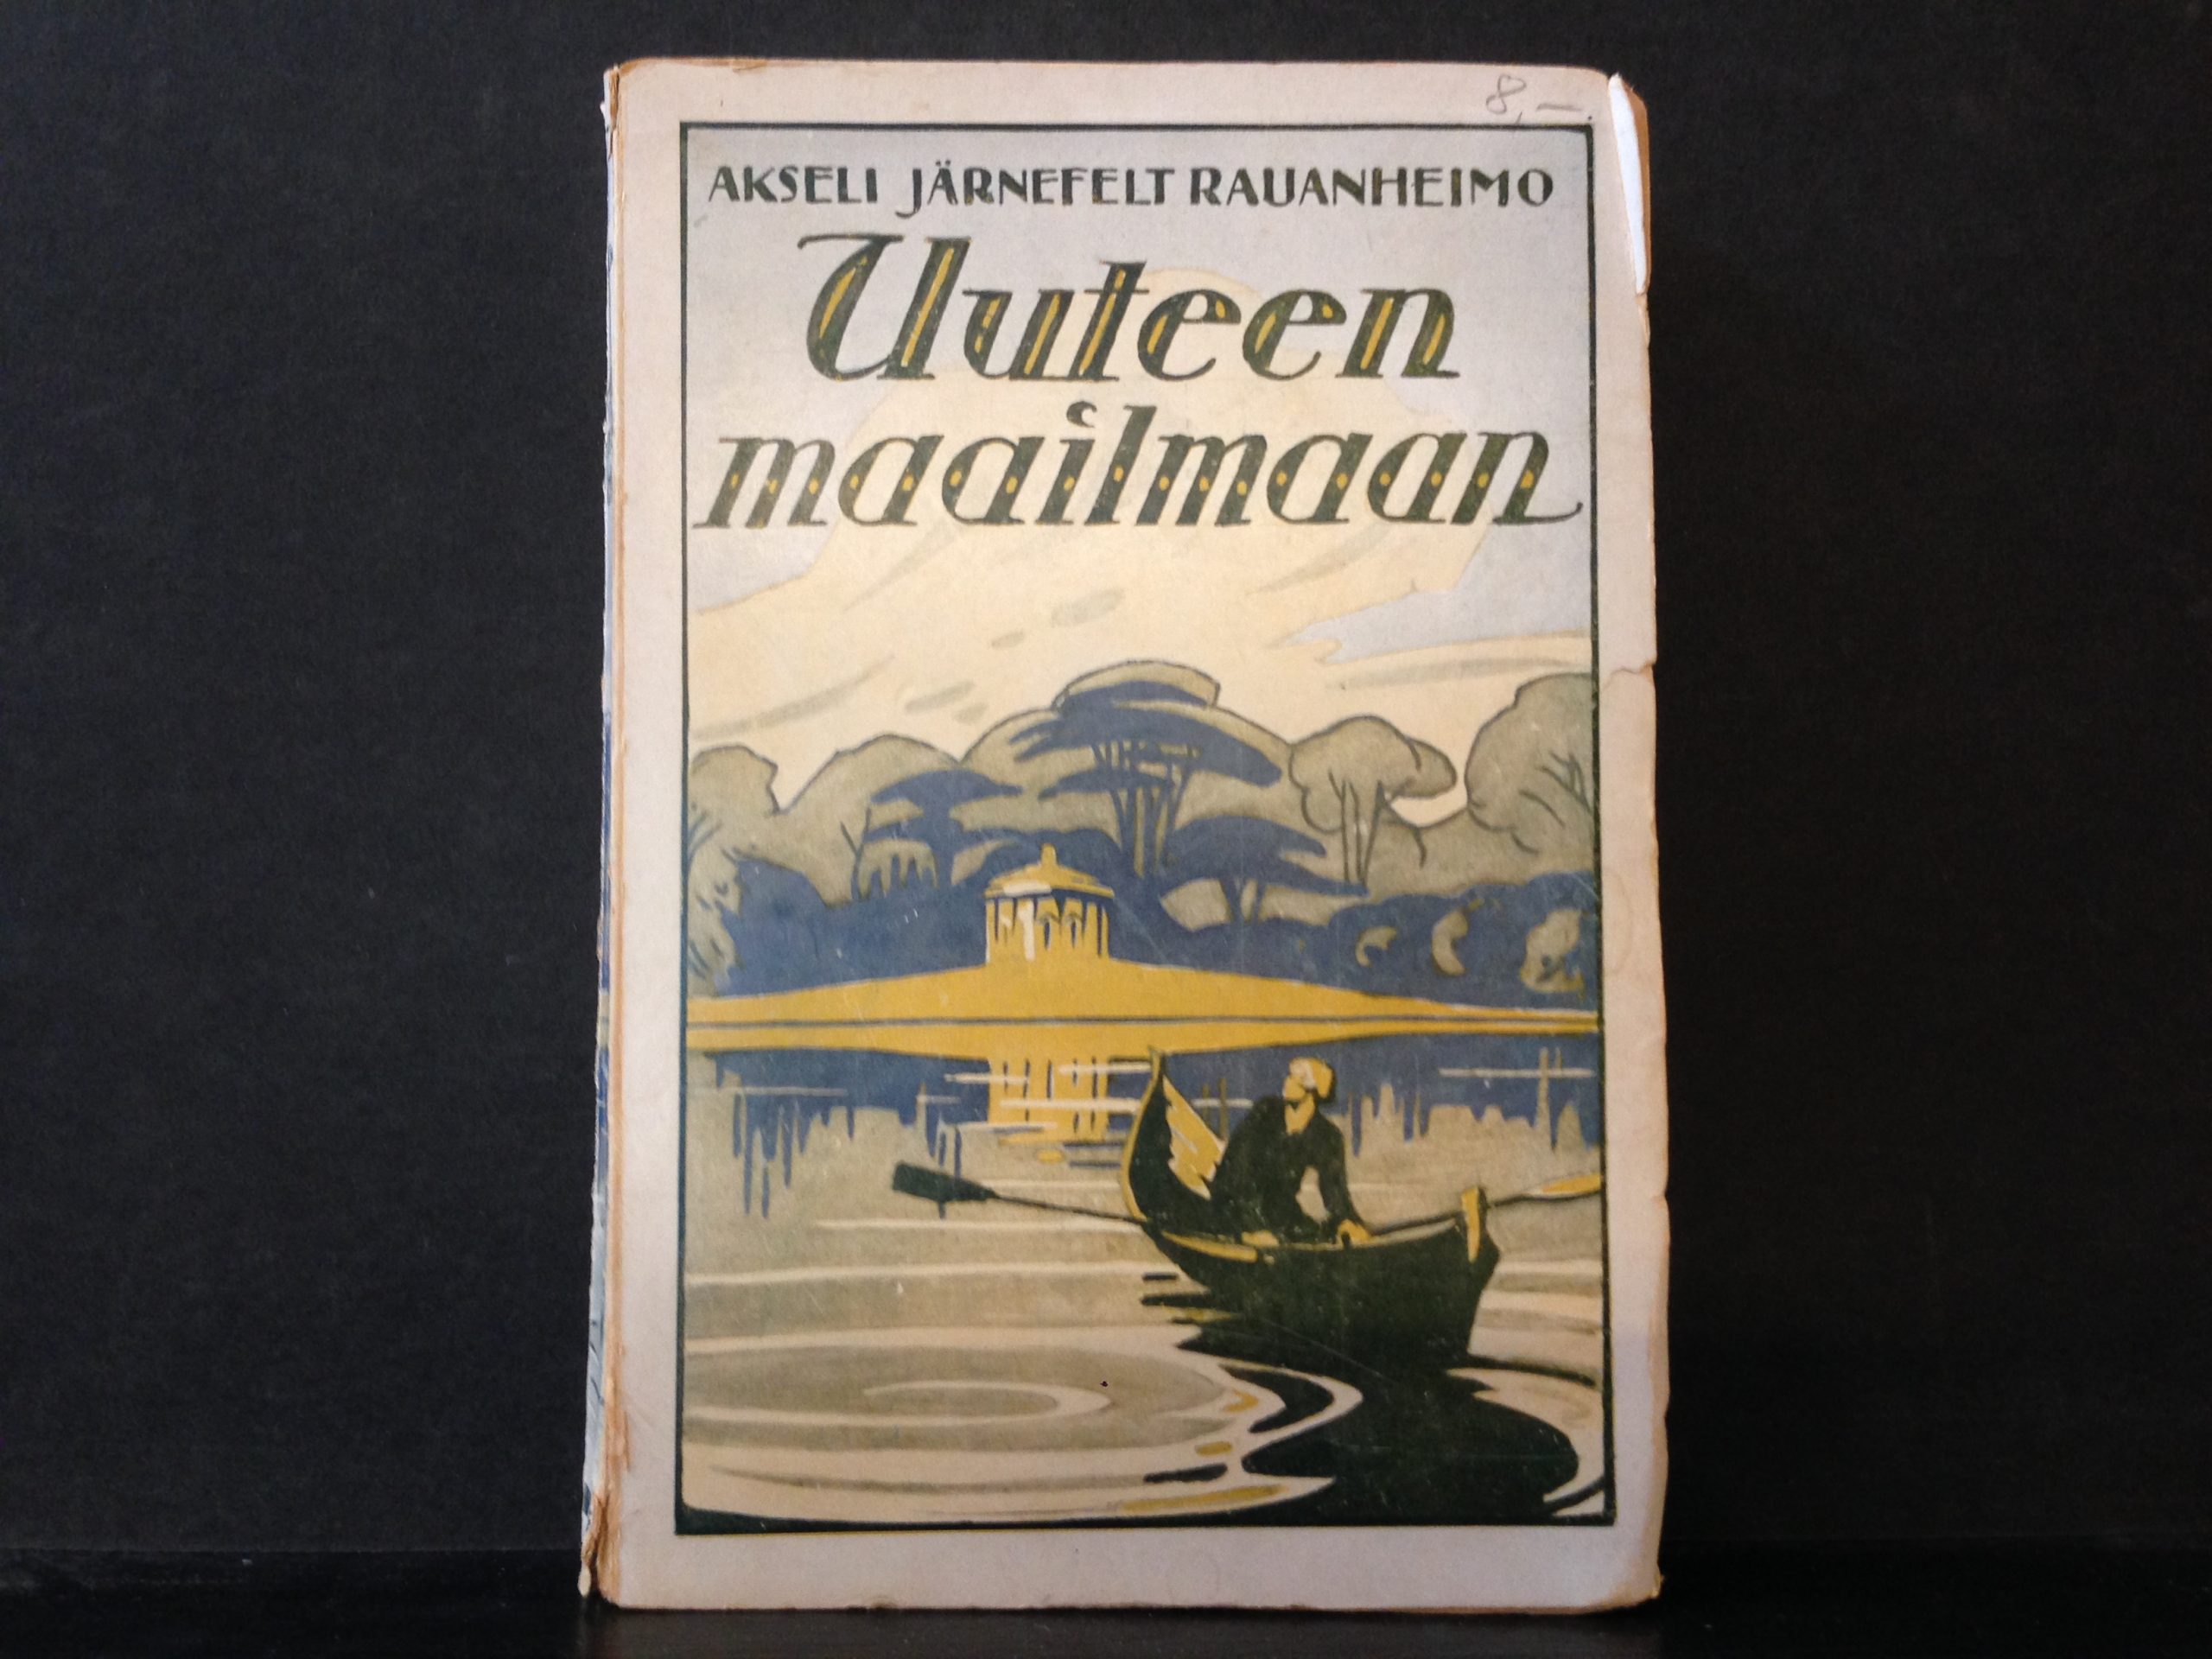 8,–
AKSELI JÄRNEFELT RAUANHEIMO
Uuteen
maailmaan